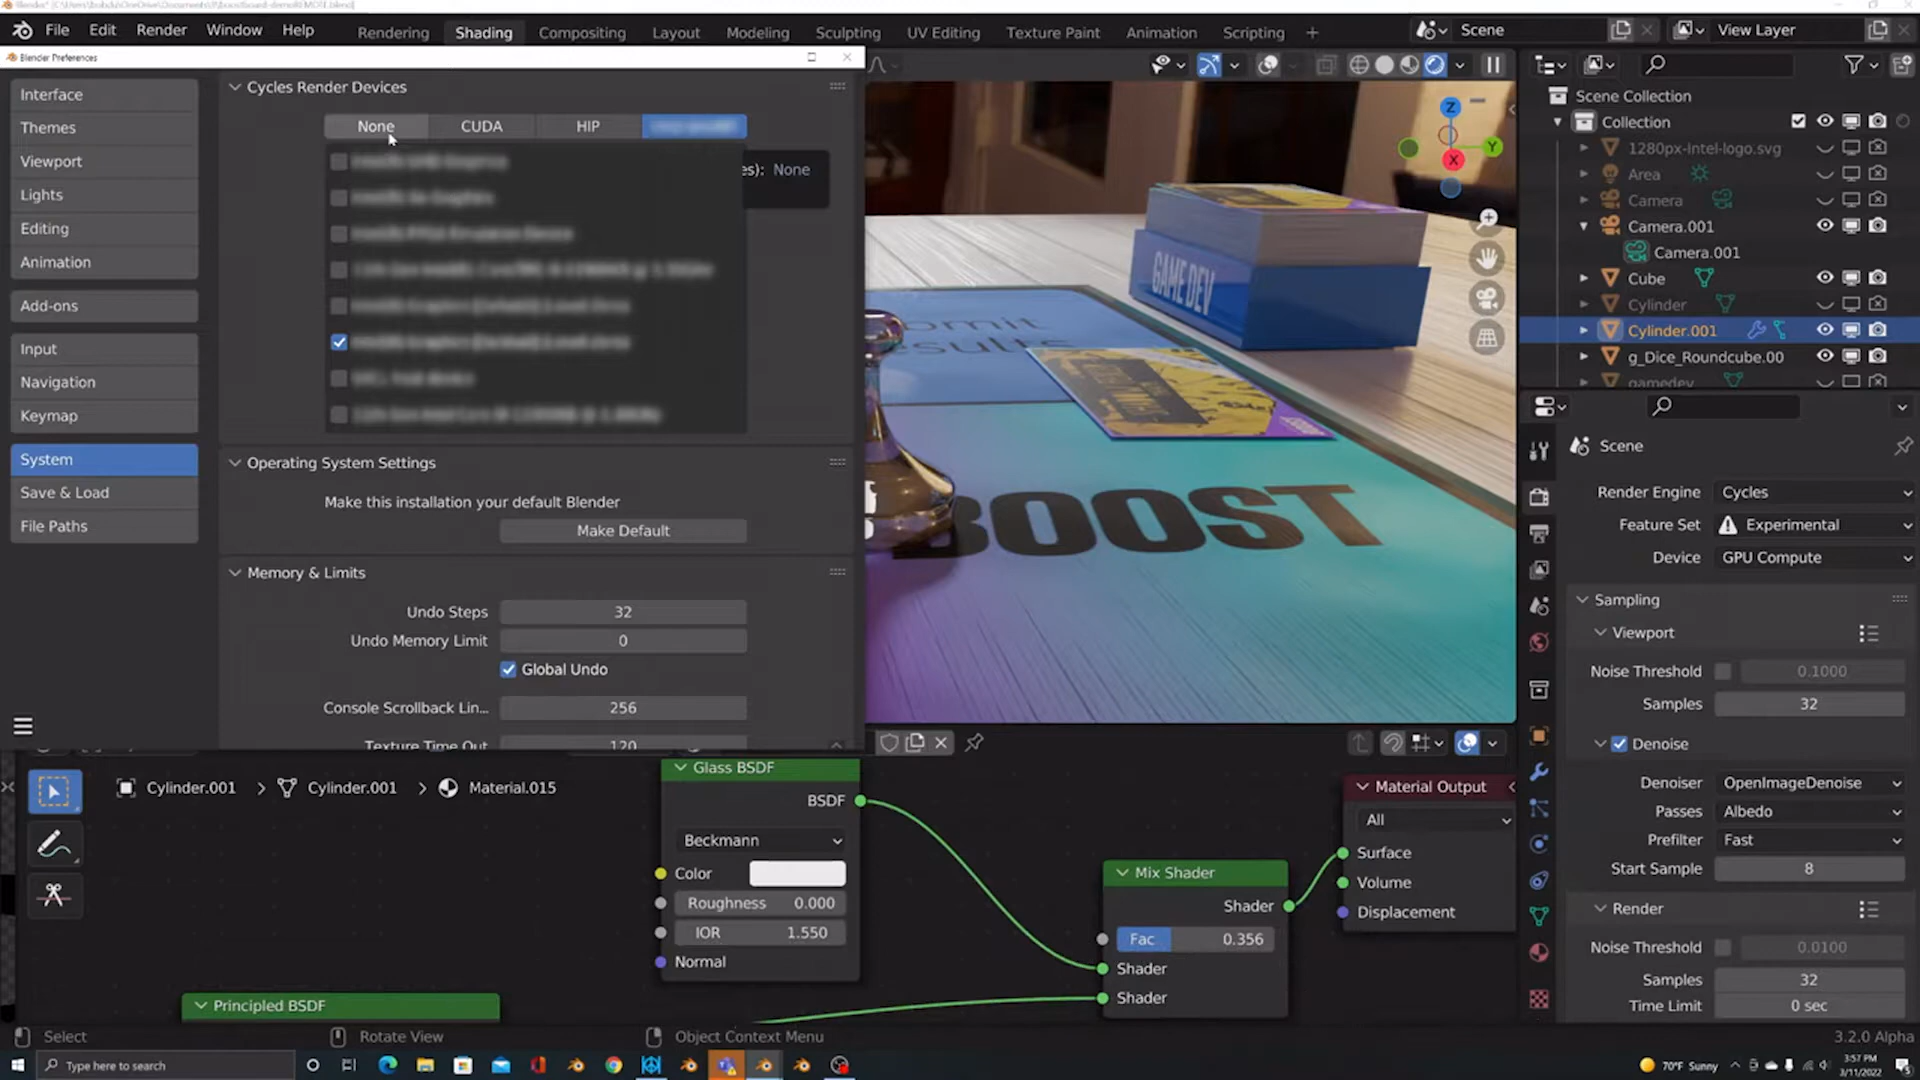 File Edit Render Window Help
Rendering Shading Compositing Layout Modeling Sculpting UV Editing Texture Paint Animation Scripting +
Scene
View Layer
Blender Preferences
Interface
Themes
Viewport
Lights
Editing
Animation
Add-ons
Input
Navigation
Keymap
System
Save & Load
File Paths
Cycles Render Devices
None CUDA HIP
es): None
Operating System Settings
Make this installation your default Blender
Make Default
Memory & Limits
Undo Steps 32
Undo Memory Limit 0
Global Undo
Console Scrollback Lin... 256
Texture Time Out 120
GAME DEV
BOOST
Z
Y
X
Scene Collection
Collection
1280px-Intel-logo.svg
Area
Camera
Camera.001
Camera.001
Cube
Cylinder
Cylinder.001
g_Dice_Roundcube.00
gamedev
Scene
Render Engine Cycles
Feature Set Experimental
Device GPU Compute
Sampling
Viewport
Noise Threshold 0.1000
Samples 32
Denoise
Denoiser OpenImageDenoise
Passes Albedo
Prefilter Fast
Start Sample 8
Render
Noise Threshold 0.0100
Samples 32
Time Limit 0 sec
Cylinder.001 > Cylinder.001 > Material.015
Glass BSDF
BSDF
Beckmann
Color
Roughness 0.000
IOR 1.550
Normal
Principled BSDF
Mix Shader
Shader
Fac 0.356
Shader
Shader
Material Output
All
Surface
Volume
Displacement
Select Rotate View Object Context Menu 3.2.0 Alpha
Type here to search
70°F Sunny
3:57 PM
3/11/2022